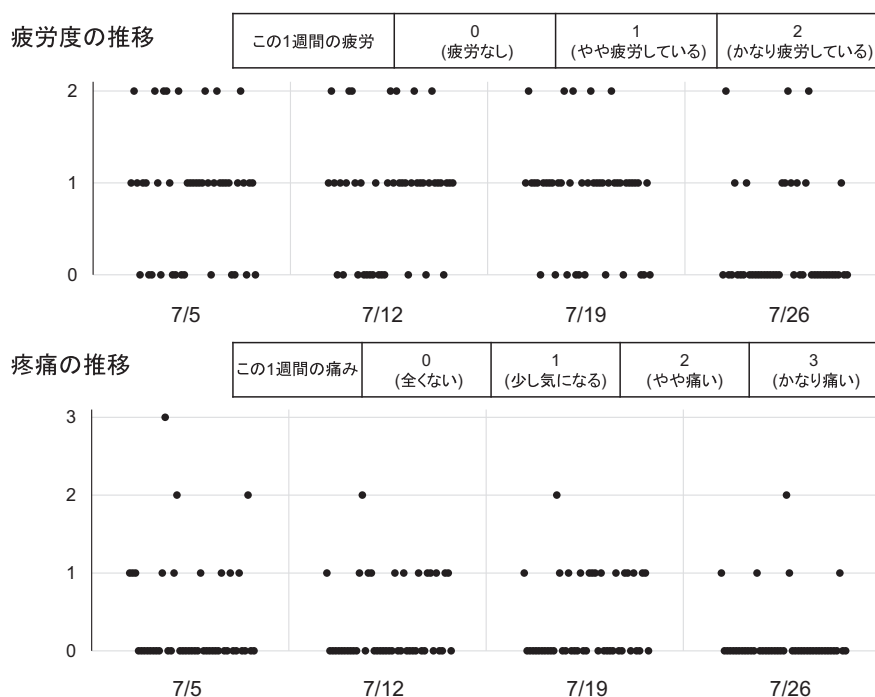 疲労度の推移
この1週間の疲労
0
(疲労なし)
1
(やや疲労している)
2
(かなり疲労している)
2
1
0
7/5
7/12
7/19
7/26
疼痛の推移
この1週間の痛み
0
(全くない)
1
(少し気になる)
2
(やや痛い)
3
(かなり痛い)
3
2
1
0
7/5
7/12
7/19
7/26